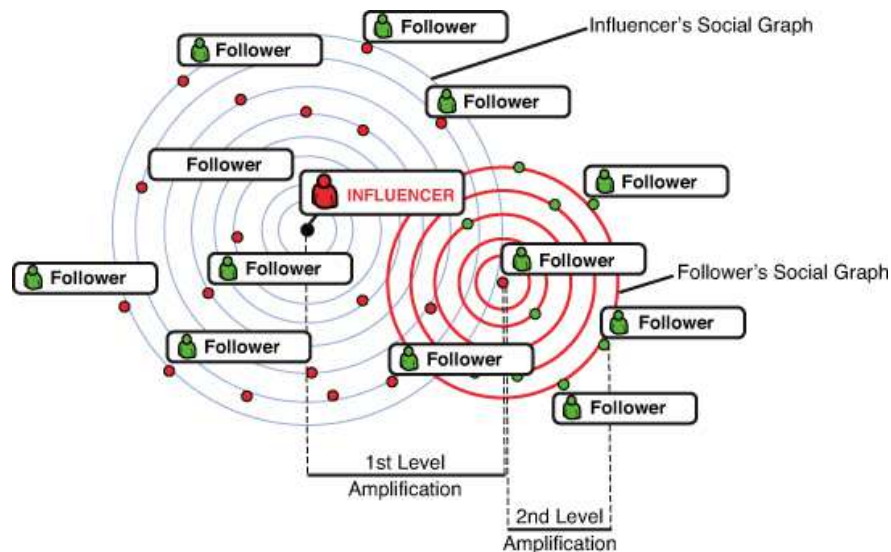 Follower
Influencer's Social Graph
Follower
Follower
Follower
INFLUENCER
Follower
Follower
Follower
Follower
Follower's Social Graph
Follower
Follower
Follower
Follower
1st Level
Amplification
2nd Level
Amplification